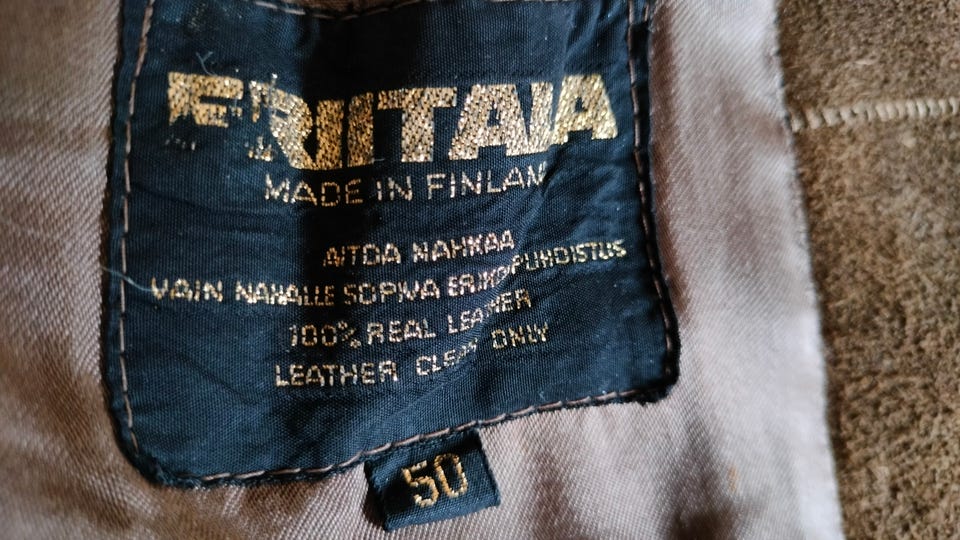 FRIITALA
MADE IN FINLAND
AITOA NAHKAA
VAIN NAHALLE SOPIVA ERIKOISPUHDISTUS
100% REAL LEATHER
LEATHER CLEAN ONLY
50